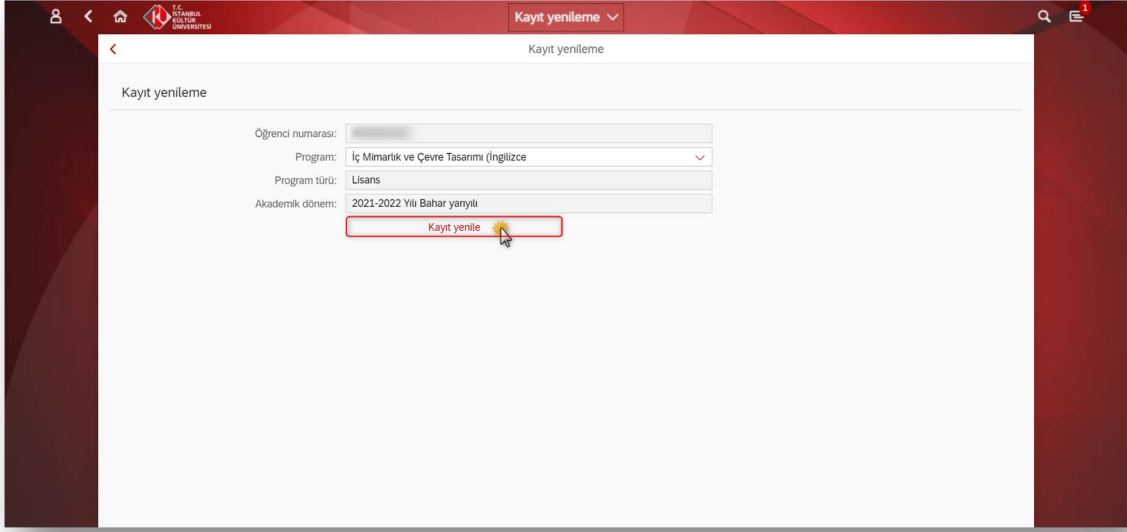 T.C.
İSTANBUL
KÜLTÜR
ÜNİVERSİTESİ
Kayıt yenileme
1
Kayıt yenileme
Kayıt yenileme
Öğrenci numarası:
Program: İç Mimarlık ve Çevre Tasarımı (İngilizce
Program türü: Lisans
Akademik dönem: 2021-2022 Yılı Bahar yarıyılı
Kayıt yenile